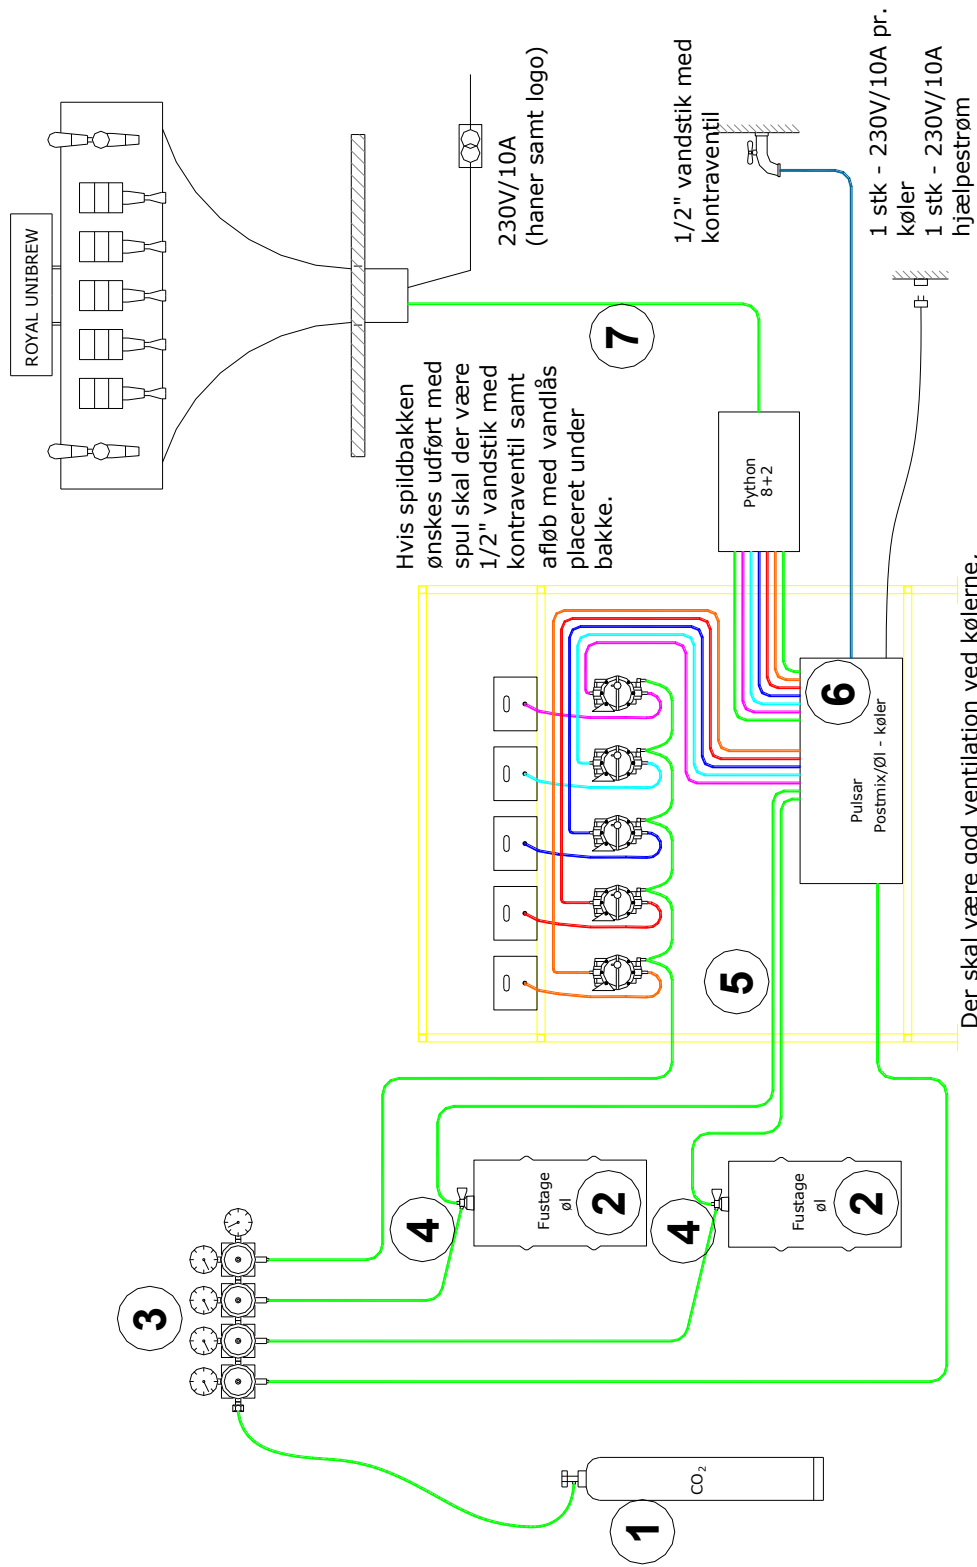 ROYAL UNIBREW
230V/10A
(haner samt logo)
Hvis spildbakken
ønskes udført med
spul skal der være
1/2" vandstik med
kontraventil samt
afløb med vandlås
placeret under
bakke.
1/2" vandstik med
kontraventil
1 stk - 230V/10A pr.
køler
1 stk - 230V/10A
hjælpestrøm
7
Python
8+2
6
Pulsar
Postmix/Øl - køler
5
Der skal være god ventilation ved kølerne.
3
4
Fustage
øl
2
4
Fustage
øl
2
CO₂
1